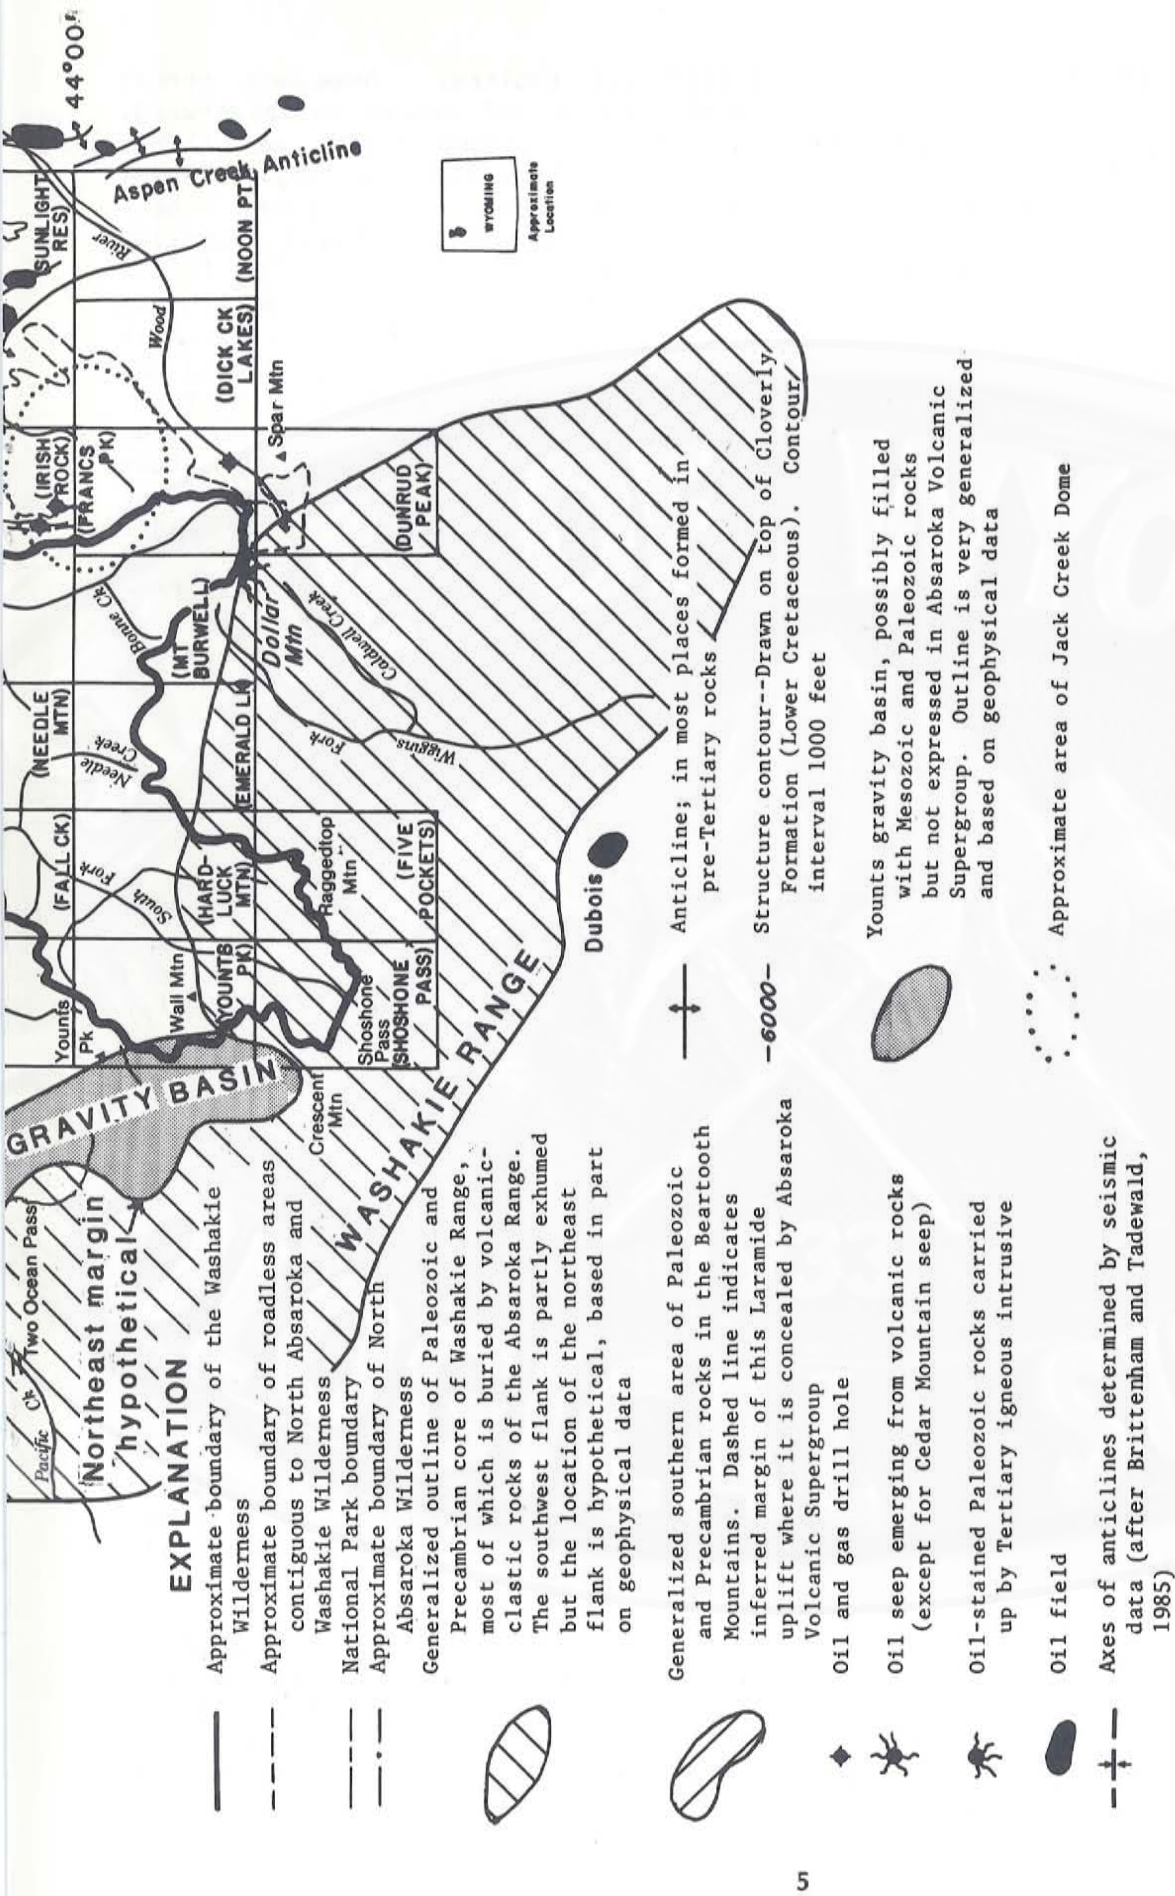 44°00'
(SUNLIGHT
RES)
River
Aspen Creek Anticline
(NOON PT)
Wood
(DICK CK
LAKES)
Spar Mtn
(IRISH
ROCK)
(FRANCS
PK)
(DUNRUD
PEAK)
Bonne Ck
(MT
BURWELL)
Dollar
Mtn
Caldwell Creek
(NEEDLE
MTN)
Needle
Creek
(EMERALD LK)
Fork
Wiggins
(FALL CK)
South
Fork
(HARD-
LUCK
MTN)
Raggedtop
Mtn
(FIVE
POCKETS)
Younts
Pk
Wall Mtn
(YOUNTS
PK)
Shoshone
Pass
(SHOSHONE
PASS)
GRAVITY BASIN
Crescent
Mtn
WASHAKIE RANGE
Dubois
WYOMING
Approximate
Location
Two Ocean Pass
Pacific Ck
(Northeast margin
hypothetical
EXPLANATION
Approximate boundary of the Washakie
Wilderness
Approximate boundary of roadless areas
contiguous to North Absaroka and
Washakie Wilderness
National Park boundary
Approximate boundary of North
Absaroka Wilderness
Generalized outline of Paleozoic and
Precambrian core of Washakie Range,
most of which is buried by volcanic-
clastic rocks of the Absaroka Range.
The southwest flank is partly exhumed
but the location of the northeast
flank is hypothetical, based in part
on geophysical data
Generalized southern area of Paleozoic
and Precambrian rocks in the Beartooth
Mountains. Dashed line indicates
inferred margin of this Laramide
uplift where it is concealed by Absaroka
Volcanic Supergroup
Oil and gas drill hole
Oil seep emerging from volcanic rocks
(except for Cedar Mountain seep)
Oil-stained Paleozoic rocks carried
up by Tertiary igneous intrusive
Oil field
Axes of anticlines determined by seismic
data (after Brittenham and Tadewald,
1985)
Anticline; in most places formed in
pre-Tertiary rocks
—6000— Structure contour--Drawn on top of Cloverly
Formation (Lower Cretaceous). Contour
interval 1000 feet
Younts gravity basin, possibly filled
with Mesozoic and Paleozoic rocks
but not expressed in Absaroka Volcanic
Supergroup. Outline is very generalized
and based on geophysical data
Approximate area of Jack Creek Dome
5